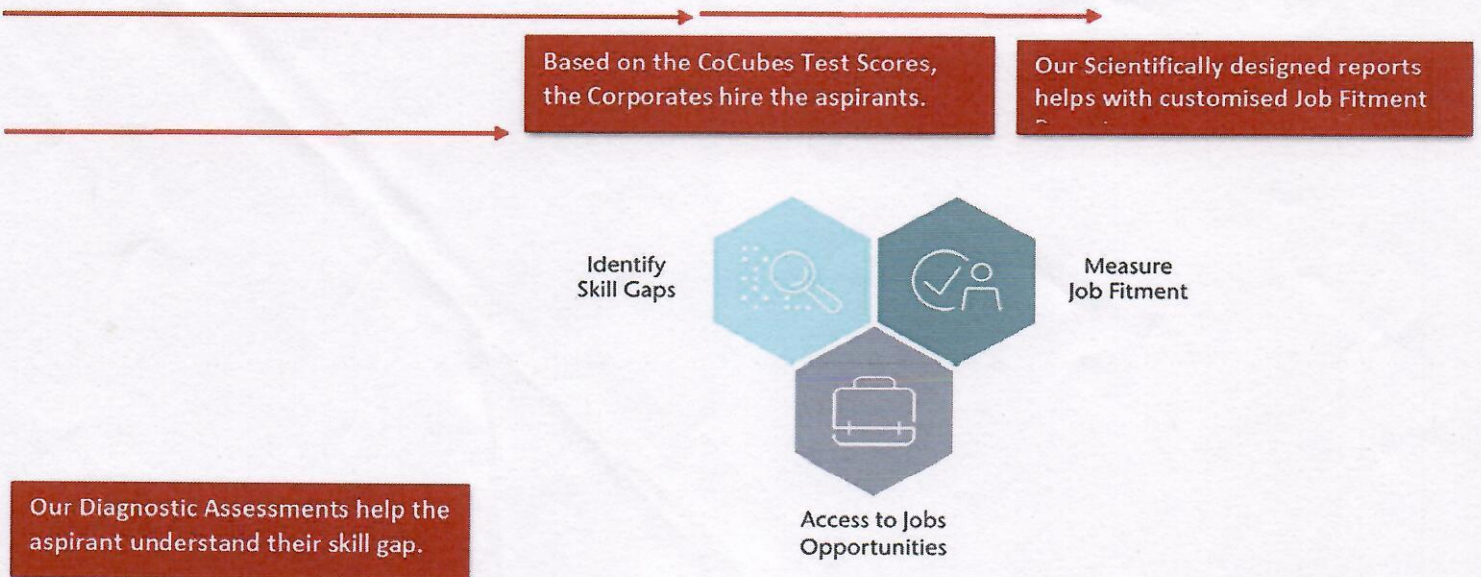 Based on the CoCubes Test Scores,
the Corporates hire the aspirants.
Our Scientifically designed reports
helps with customised Job Fitment
Identify
Skill Gaps
Measure
Job Fitment
Access to Jobs
Opportunities
Our Diagnostic Assessments help the
aspirant understand their skill gap.